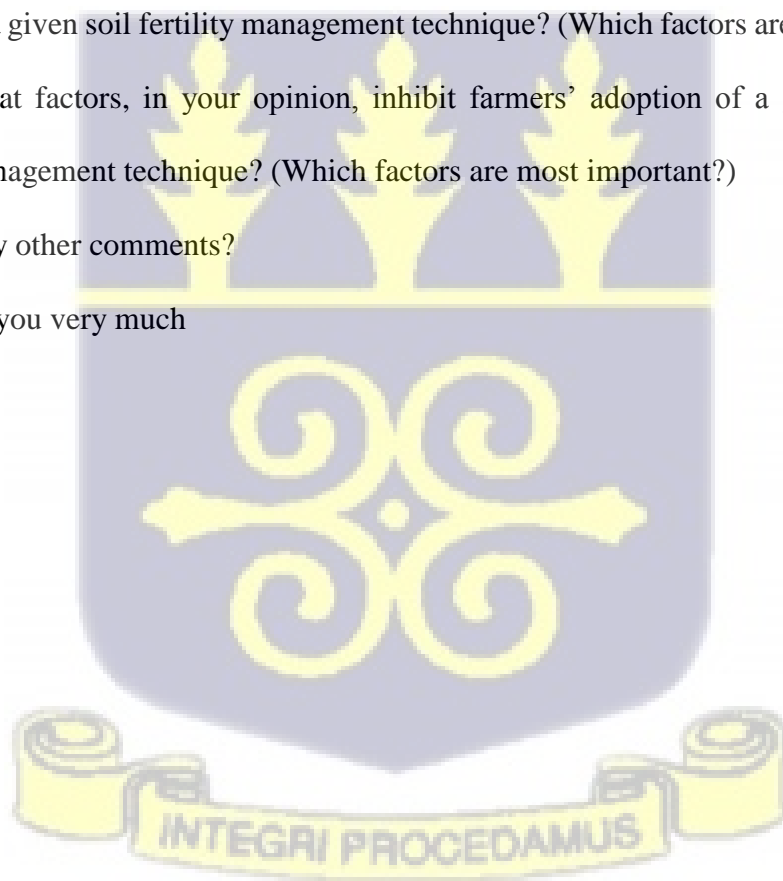 given soil fertility management technique? (Which factors are
at factors, in your opinion, inhibit farmers’ adoption of a
nagement technique? (Which factors are most important?)
y other comments?
you very much
INTEGRI PROCEDAMUS